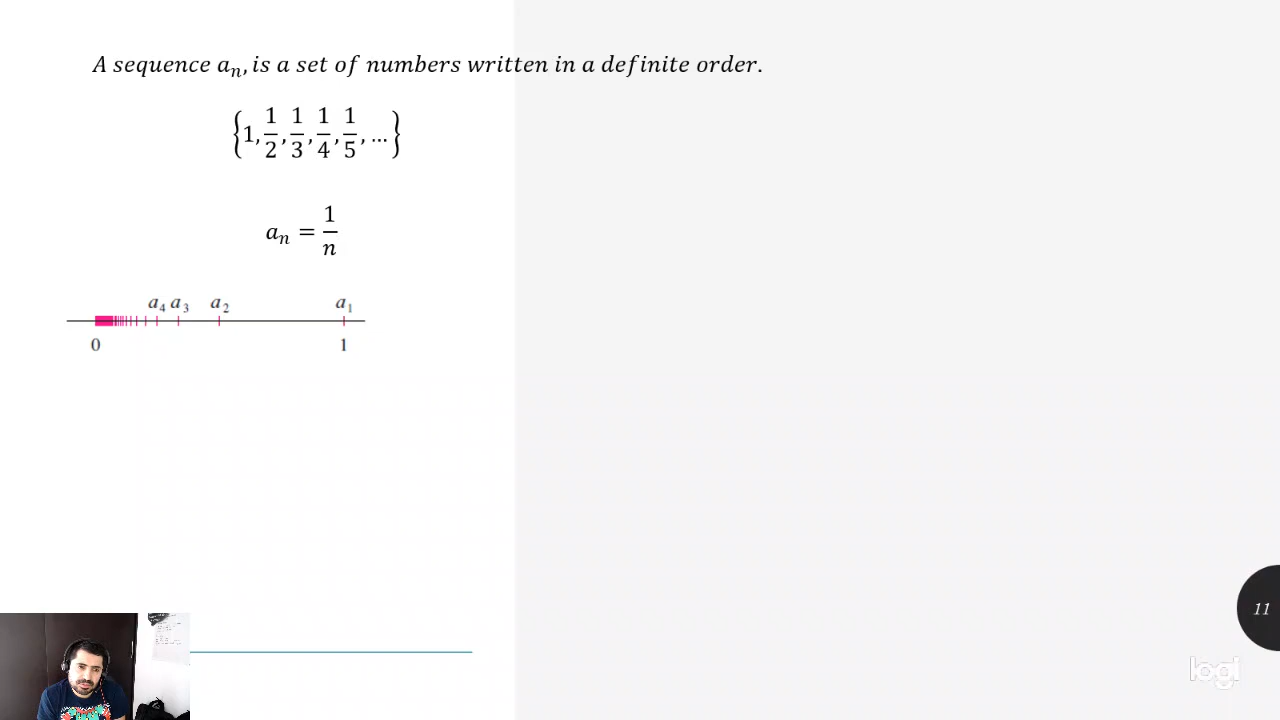 A sequence aₙ, is a set of numbers written in a definite order.
{1, 1/2, 1/3, 1/4, 1/5, …}
aₙ = 1/n
a₄ a₃ a₂ a₁
0 1
11
logi